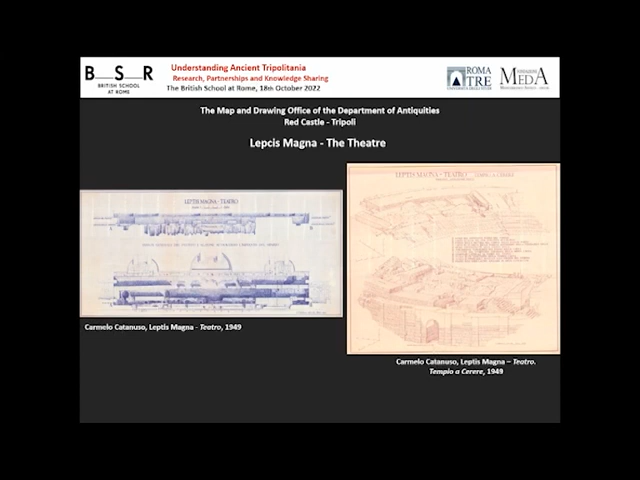 B S R
BRITISH SCHOOL
AT ROME
Understanding Ancient Tripolitania
Research, Partnerships and Knowledge Sharing
The British School at Rome, 18th October 2022
ROMA
TRE
MEDA
The Map and Drawing Office of the Department of Antiquities
Red Castle - Tripoli
Lepcis Magna - The Theatre
LEPTIS MAGNA - TEATRO
LEPTIS MAGNA - TEATRO
Carmelo Catanuso, Leptis Magna - Teatro, 1949
Carmelo Catanuso, Leptis Magna – Teatro.
Tempio a Cerere, 1949